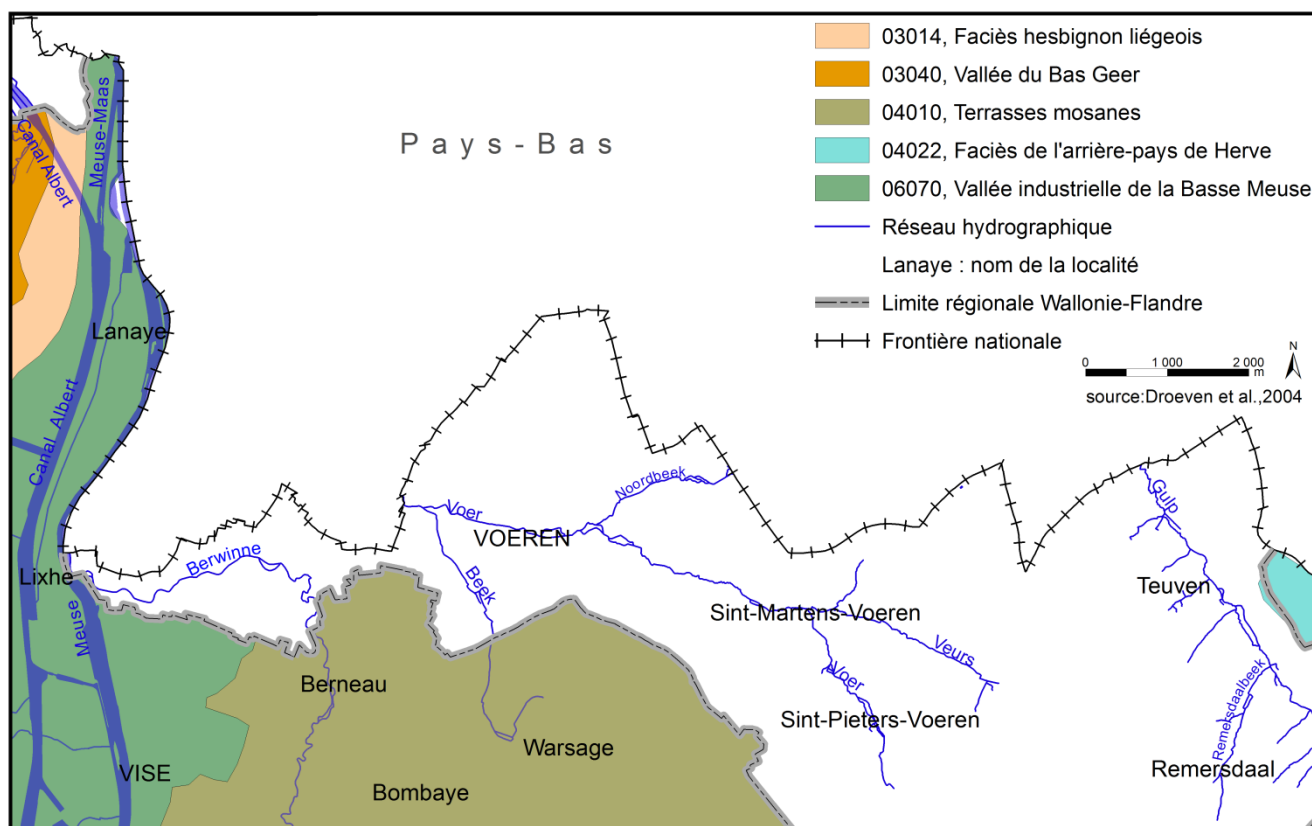 03014, Faciès hesbignon liégeois
03040, Vallée du Bas Geer
04010, Terrasses mosanes
04022, Faciès de l'arrière-pays de Herve
06070, Vallée industrielle de la Basse Meuse
Réseau hydrographique
Lanaye : nom de la localité
Limite régionale Wallonie-Flandre
Frontière nationale
0 1 000 2 000
m
N
source:Droeven et al.,2004
Pays-Bas
Canal Albert
Meuse-Maas
Lanaye
Canal Albert
Noordbeek
Voer
VOEREN
Gulp
Berwinne
Lixhe
Beek
Teuven
Meuse
Sint-Martens-Voeren
Veurs
Berneau
Voer
Remersdaalbeek
Sint-Pieters-Voeren
Warsage
VISE
Remersdaal
Bombaye